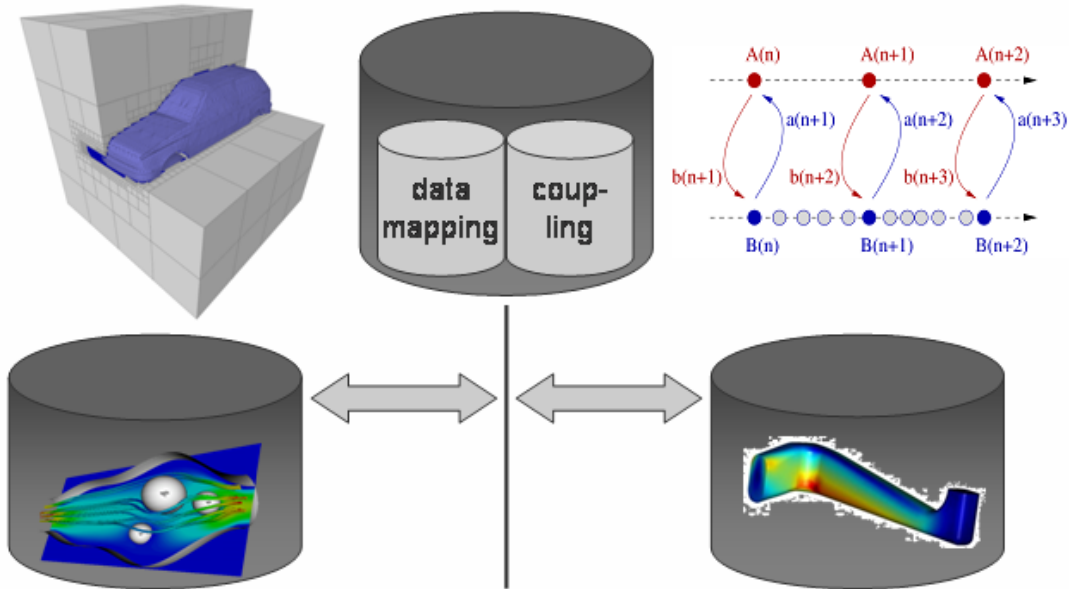 data
mapping
coup-
ling
A(n) A(n+1) A(n+2)
a(n+1) a(n+2) a(n+3)
b(n+1) b(n+2) b(n+3)
B(n) B(n+1) B(n+2)